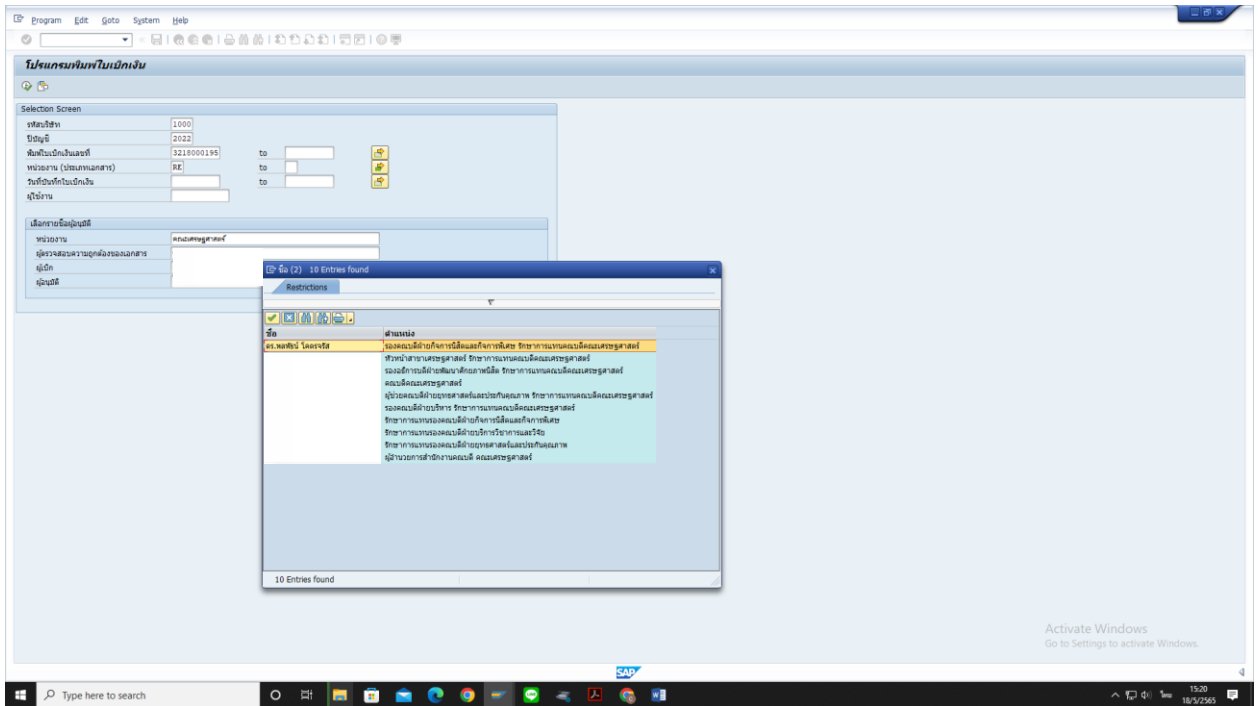 Program Edit Goto System Help
โปรแกรมพิมพ์ใบเบิกเงิน
Selection Screen
รหัสบริษัท 1000
ปีบัญชี 2022
พิมพ์ใบเบิกเงินเลขที่ 3218000195 to
หน่วยงาน (ประเภทเอกสาร) RE to
วันที่บันทึกใบเบิกเงิน to
ผู้ใช้งาน
เลือกรายชื่อผู้อนุมัติ
หน่วยงาน คณะเศรษฐศาสตร์
ผู้ตรวจสอบความถูกต้องของเอกสาร
ผู้เบิก
ผู้อนุมัติ
ชื่อ (2) 10 Entries found
Restrictions
ชื่อ ตำแหน่ง
ดร.พลพัธน์ โคตรจรัส รองคณบดีฝ่ายกิจการนิสิตและกิจการพิเศษ รักษาการแทนคณบดีคณะเศรษฐศาสตร์
หัวหน้าสาขาเศรษฐศาสตร์ รักษาการแทนคณบดีคณะเศรษฐศาสตร์
รองอธิการบดีฝ่ายพัฒนาศักยภาพนิสิต รักษาการแทนคณบดีคณะเศรษฐศาสตร์
คณบดีคณะเศรษฐศาสตร์
ผู้ช่วยคณบดีฝ่ายยุทธศาสตร์และประกันคุณภาพ รักษาการแทนคณบดีคณะเศรษฐศาสตร์
รองคณบดีฝ่ายบริหาร รักษาการแทนคณบดีคณะเศรษฐศาสตร์
รักษาการแทนรองคณบดีฝ่ายกิจการนิสิตและกิจการพิเศษ
รักษาการแทนรองคณบดีฝ่ายบริการวิชาการและวิจัย
รักษาการแทนรองคณบดีฝ่ายยุทธศาสตร์และประกันคุณภาพ
ผู้อำนวยการสำนักงานคณบดี คณะเศรษฐศาสตร์
10 Entries found
Activate Windows
Go to Settings to activate Windows.
SAP
Type here to search
ไทย 15:20
18/5/2565